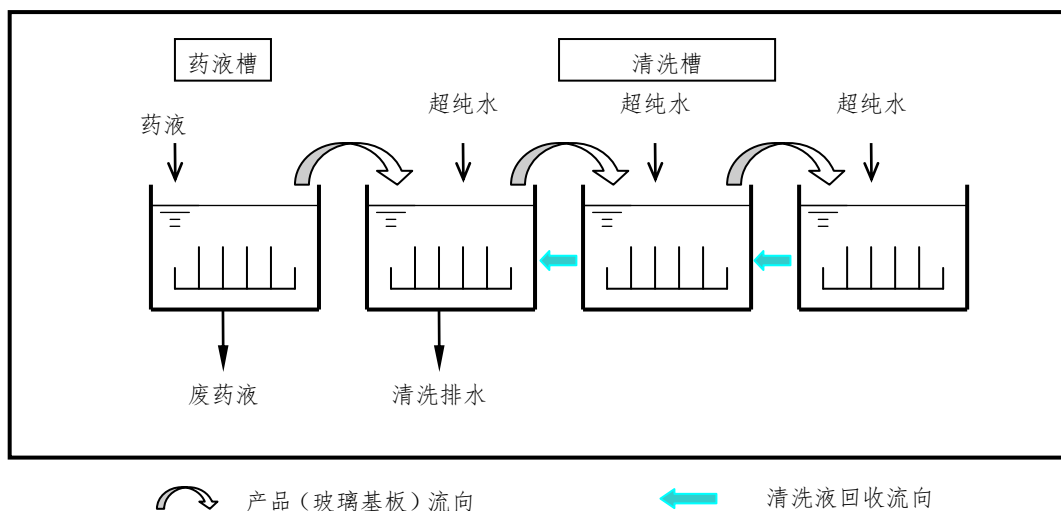 药液槽
清洗槽
超纯水
超纯水
超纯水
药液
废药液
清洗排水
产品（玻璃基板）流向
清洗液回收流向